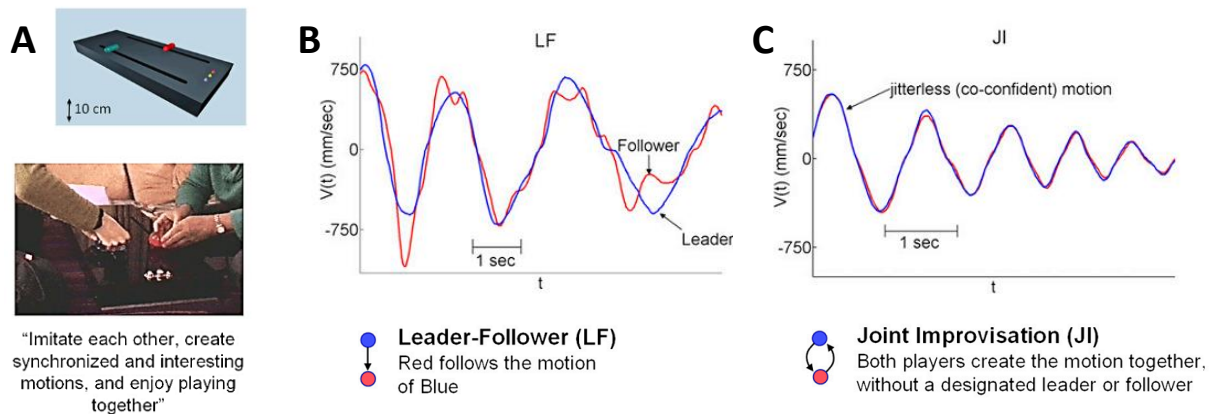 A
10 cm
“Imitate each other, create
synchronized and interesting
motions, and enjoy playing
together”
B
LF
V(t) (mm/sec)
750
0
-750
Follower
Leader
1 sec
t
Leader-Follower (LF)
Red follows the motion
of Blue
C
JI
V(t) (mm/sec)
750
0
-750
jitterless (co-confident) motion
1 sec
t
Joint Improvisation (JI)
Both players create the motion together,
without a designated leader or follower